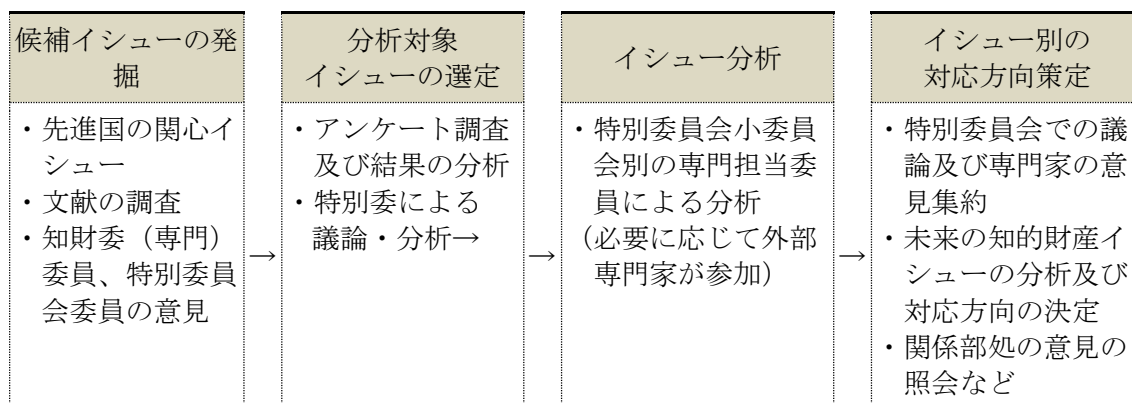 候補イシューの発
掘
・先進国の関心イ
シュー
・文献の調査
・知財委（専門）
委員、特別委員
会委員の意見
→
分析対象
イシューの選定
・アンケート調査
及び結果の分析
・特別委による
議論・分析→
→
イシュー分析
・特別委員会小委員
会別の専門担当委
員による分析
（必要に応じて外部
専門家が参加）
→
イシュー別の
対応方向策定
・特別委員会での議
論及び専門家の意
見集約
・未来の知的財産イ
シューの分析及び
対応方向の決定
・関係部処の意見の
照会など